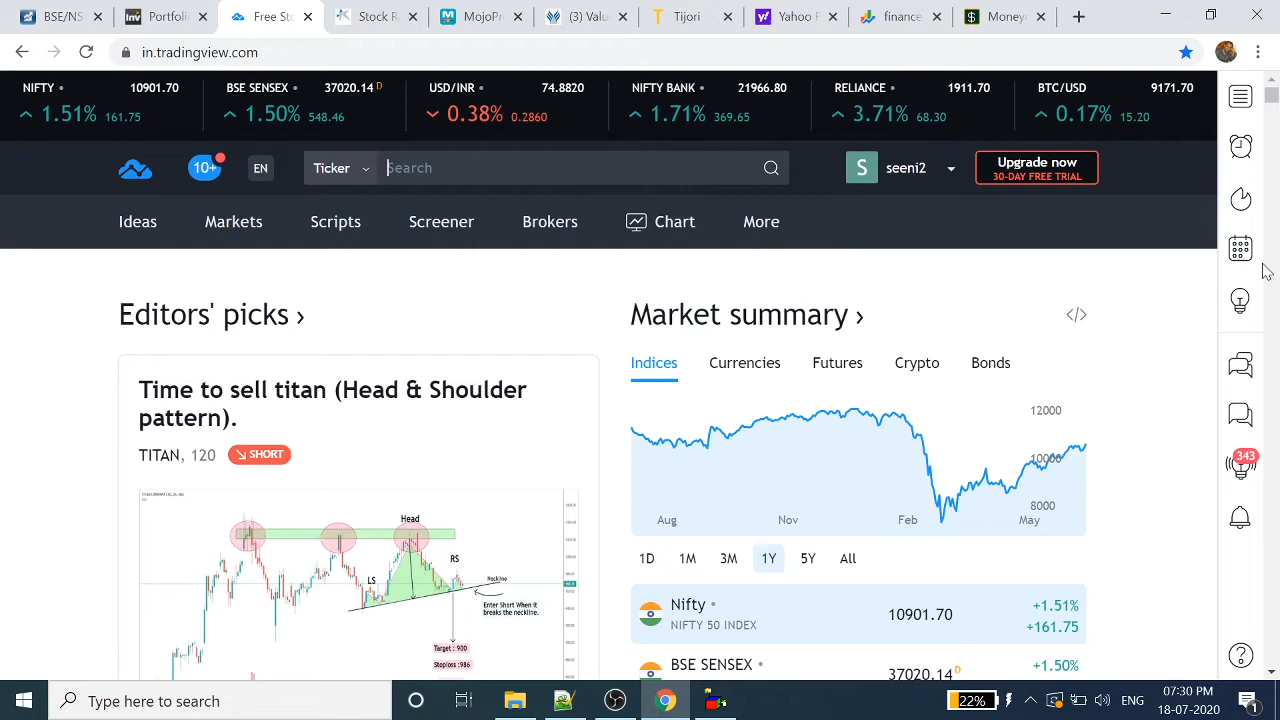 BSE/NS
Portfoli
Free Sto
Stock
MojoPr
(3) Valu
Tijori
Yahoo F
finance
Money
in.tradingview.com
NIFTY 10901.70
1.51% 161.75
BSE SENSEX 37020.14 D
1.50% 548.46
USD/INR 74.8820
0.38% 0.2860
NIFTY BANK 21966.80
1.71% 369.65
RELIANCE 1911.70
3.71% 68.30
BTC/USD 9171.70
0.17% 15.20
10+
EN
Ticker
Search
S
seeni2
Upgrade now
30-DAY FREE TRIAL
Ideas
Markets
Scripts
Screener
Brokers
Chart
More
Editors' picks ›
Time to sell titan (Head & Shoulder
pattern).
TITAN, 120
SHORT
Head
RS
LS
Neckline
Enter Short When it
breaks the neckline.
Target : 900
Stoploss :986
Market summary ›
</>
Indices
Currencies
Futures
Crypto
Bonds
12000
10000
8000
Aug
Nov
Feb
May
1D
1M
3M
1Y
5Y
All
Nifty
NIFTY 50 INDEX
10901.70
+1.51%
+161.75
BSE SENSEX
37020.14 D
+1.50%
343
Type here to search
22%
ENG
07:30 PM
18-07-2020